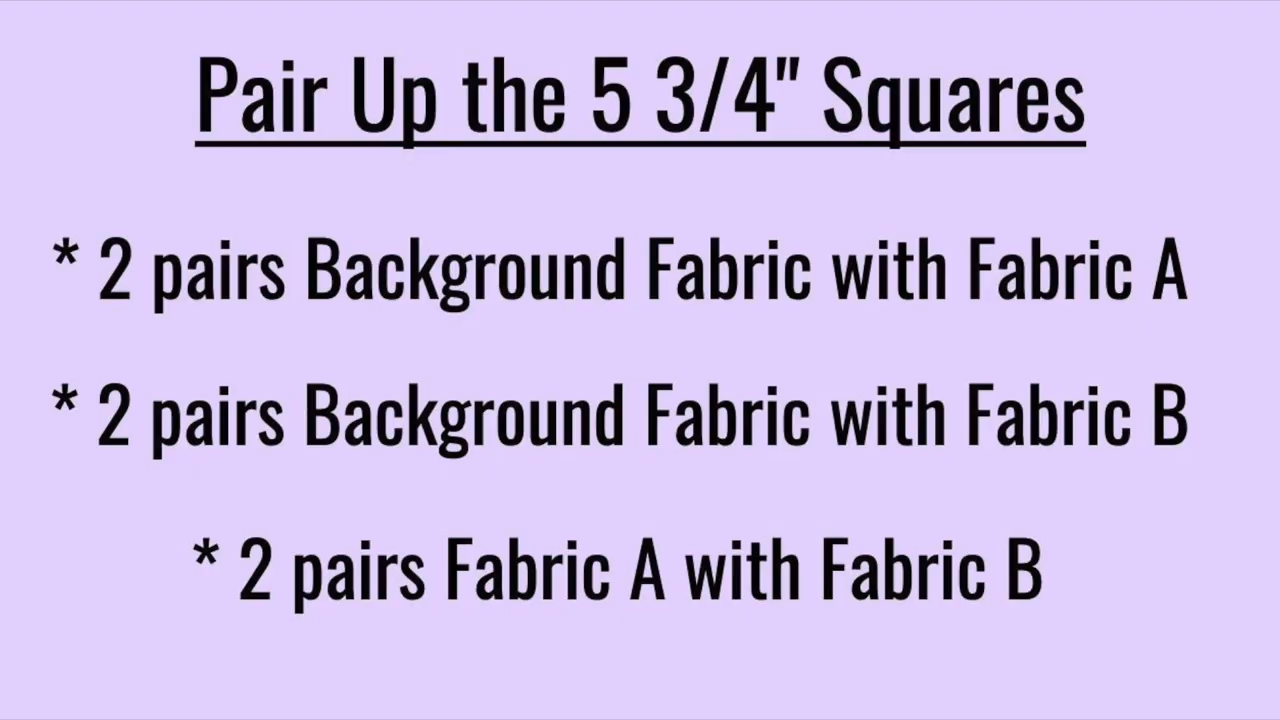 Pair Up the 5 3/4" Squares
* 2 pairs Background Fabric with Fabric A
* 2 pairs Background Fabric with Fabric B
* 2 pairs Fabric A with Fabric B